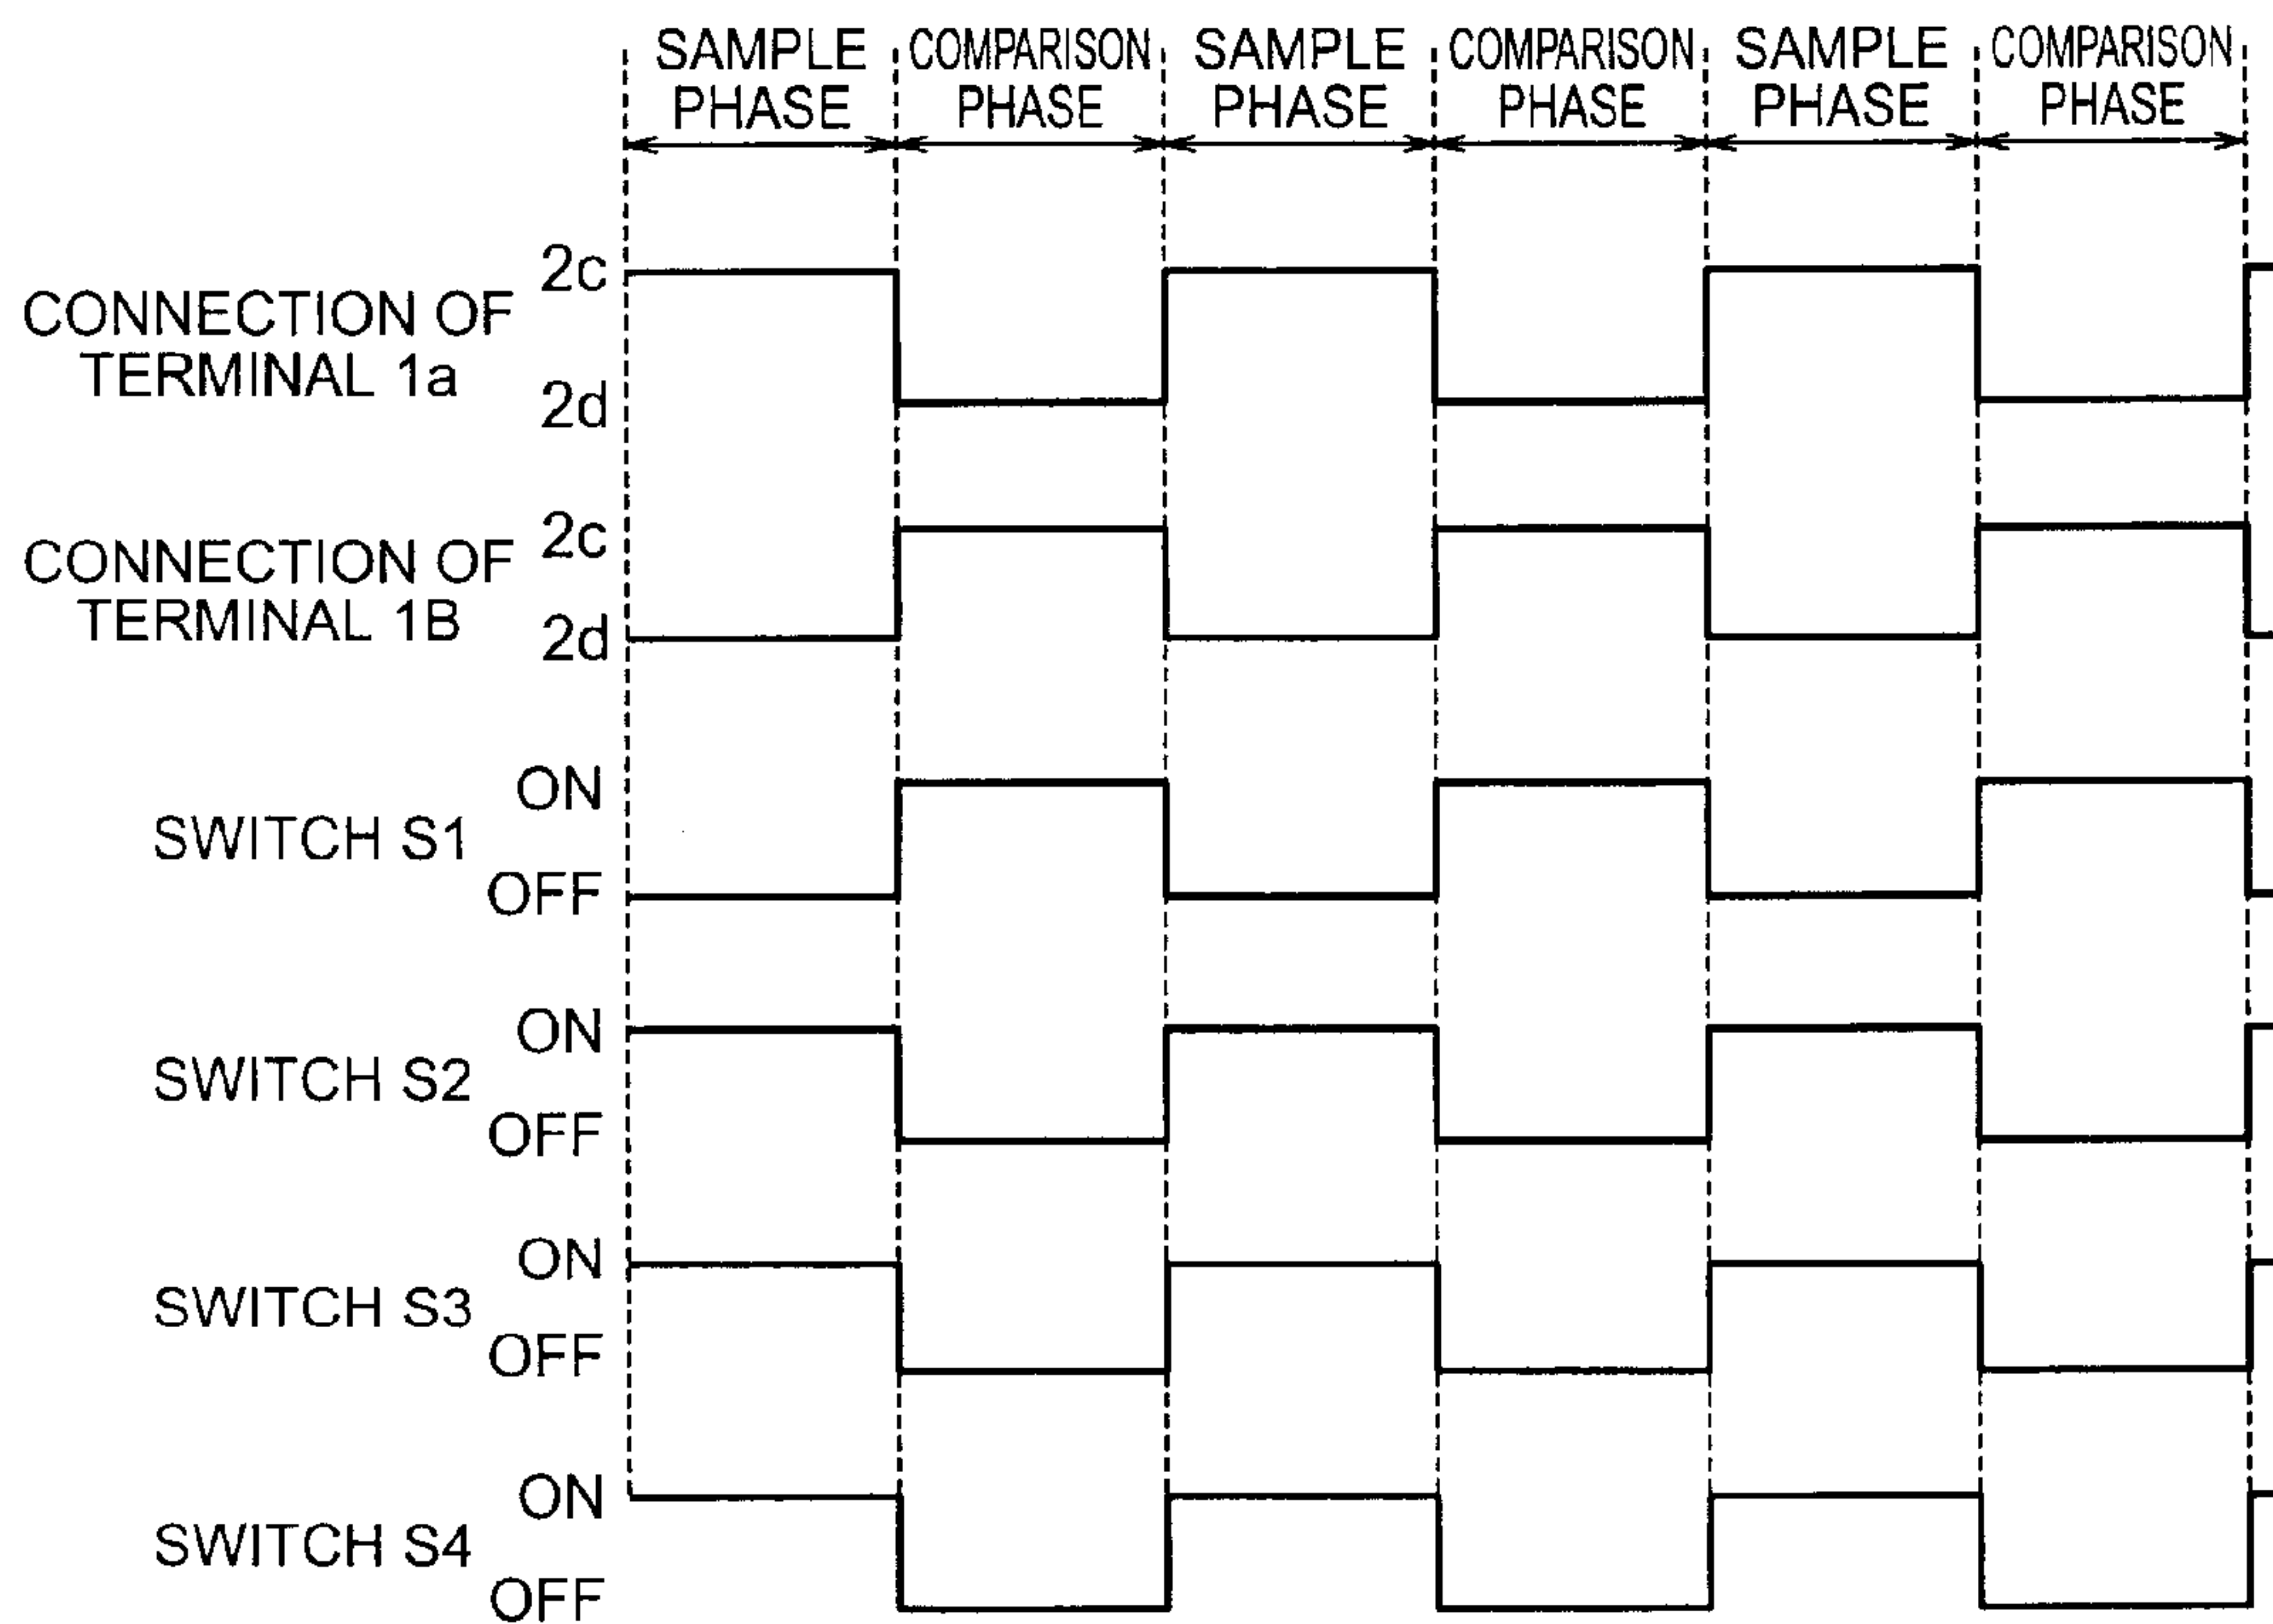 SAMPLE PHASE
COMPARISON PHASE
SAMPLE PHASE
COMPARISON PHASE
SAMPLE PHASE
COMPARISON PHASE
CONNECTION OF
TERMINAL 1a
2c
2d
CONNECTION OF
TERMINAL 1B
2c
2d
SWITCH S1
ON
OFF
SWITCH S2
ON
OFF
SWITCH S3
ON
OFF
SWITCH S4
ON
OFF